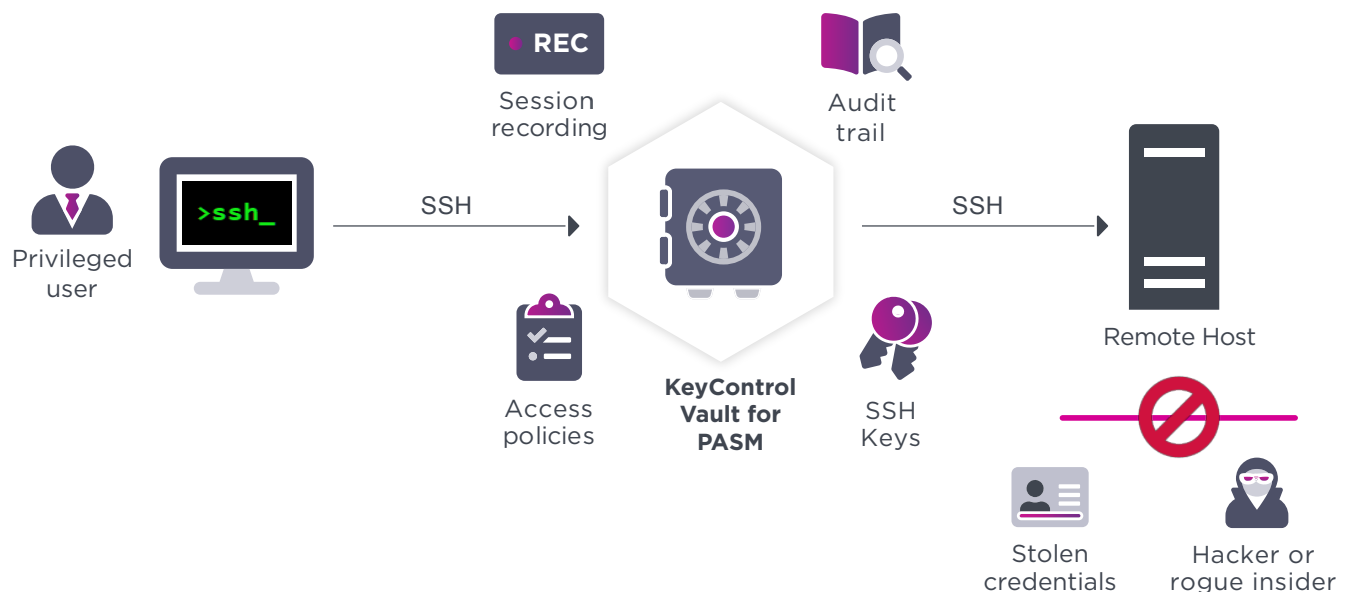 REC
Session
recording
Audit
trail
>ssh_
Privileged
user
SSH
SSH
Remote Host
Access
policies
KeyControl
Vault for
PASM
SSH
Keys
Stolen
credentials
Hacker or
rogue insider